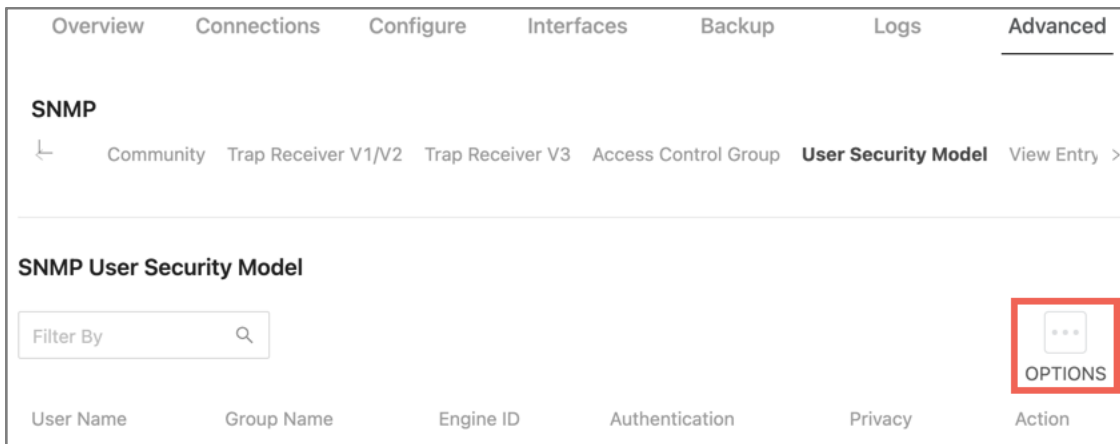 Overview Connections Configure Interfaces Backup Logs Advanced
SNMP
Community Trap Receiver V1/V2 Trap Receiver V3 Access Control Group User Security Model View Entry >
SNMP User Security Model
Filter By
OPTIONS
User Name Group Name Engine ID Authentication Privacy Action